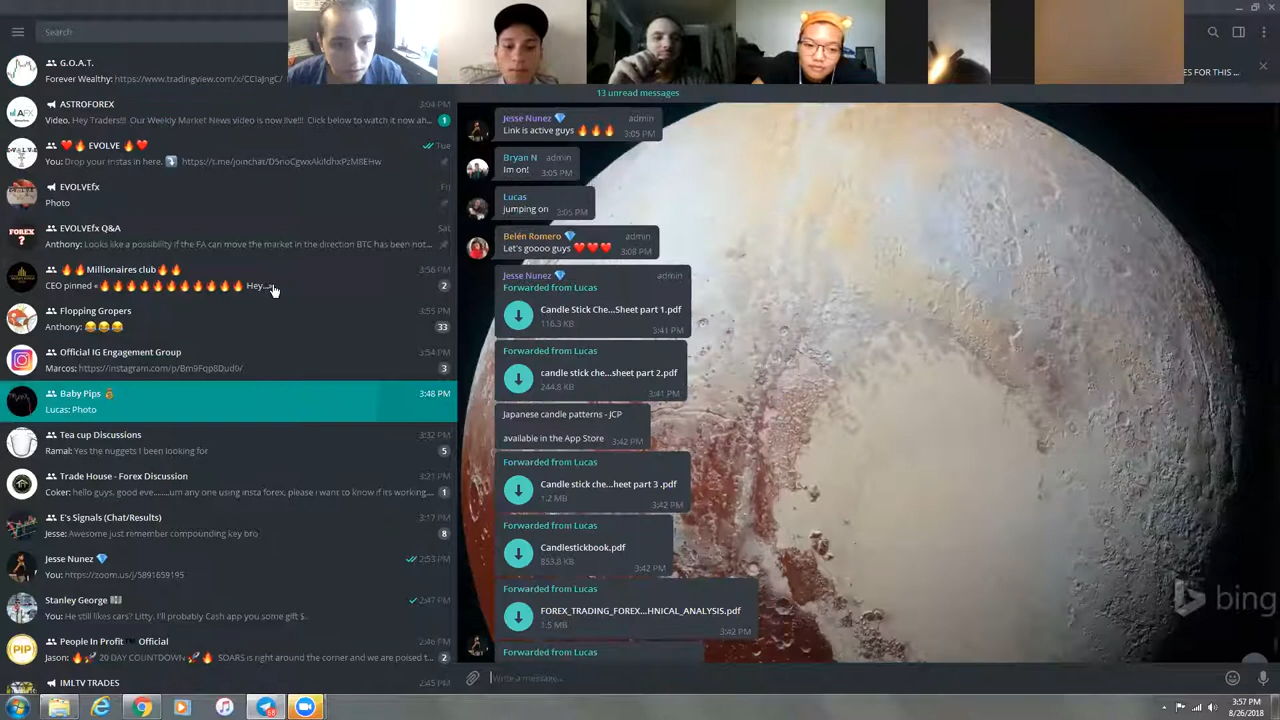 Search
G.O.A.T.
Forever Wealthy: https://www.tradingview.com/x/CCIaJngC/
ASTROFOREX 3:04 PM
Video, Hey Traders!!! Our Weekly Market News video is now live!!! Click below to watch it now ah... 1
AFX
❤️🔥 EVOLVE 🔥❤️ Tue
You: Drop your instas in here. ⤵️ https://t.me/joinchat/D5rioCgwxAkiIdhxPzM8EHw
EVOLVEfx Fri
Photo
EVOLVEfx Q&A Sat
Anthony: Looks like a possibility if the FA can move the market in the direction BTC has been not...
FOREX
?
🔥🔥Millionaires club🔥🔥 3:56 PM
CEO pinned «🔥🔥🔥🔥🔥🔥🔥🔥🔥🔥🔥 Hey...» 2
Flopping Gropers 3:55 PM
Anthony: 😂😂😂 33
Official IG Engagement Group 3:54 PM
Marcos: https://instagram.com/p/Bm9Fqp8Dud0/ 3
Baby Pips 💰 3:48 PM
Lucas: Photo
Tea cup Discussions 3:32 PM
Ramal: Yes the nuggets I been looking for 5
Trade House - Forex Discussion 3:21 PM
Coker: hello guys, good eve.......um any one using insta forex, please i want to know if its working.... 1
E's Signals (Chat/Results) 3:17 PM
Jesse: Awesome just remember compounding key bro 8
Jesse Nunez 💎 2:53 PM
You: https://zoom.us/j/5891659195
Stanley George 2:47 PM
You: He still likes cars? Litty. I'll probably Cash app you some gift $.
People In Profit Official 2:46 PM
Jason: 🔥🚀 20 DAY COUNTDOWN 🚀🔥 SOARS is right around the corner and we are poised t... 2
PIP
IMLTV TRADES 2:45 PM
ES FOR THIS ...
13 unread messages
Jesse Nunez 💎 admin
Link is active guys 🔥🔥🔥 3:05 PM
Bryan N admin
Im on! 3:05 PM
Lucas
jumping on 3:05 PM
Belén Romero 💎 admin
Let's goooo guys ❤️❤️❤️ 3:08 PM
Jesse Nunez 💎 admin
Forwarded from Lucas
Candle Stick Che...Sheet part 1.pdf
116.3 KB 3:41 PM
Forwarded from Lucas
candle stick che...sheet part 2.pdf
244.8 KB 3:41 PM
Japanese candle patterns - JCP
available in the App Store 3:42 PM
Forwarded from Lucas
Candle stick che...heet part 3 .pdf
1.2 MB 3:42 PM
Forwarded from Lucas
Candlestickbook.pdf
853.8 KB 3:42 PM
Forwarded from Lucas
FOREX_TRADING_FOREX...HNICAL_ANALYSIS.pdf
1.5 MB 3:42 PM
Forwarded from Lucas
bing
Write a message...
68
3:57 PM
8/26/2018